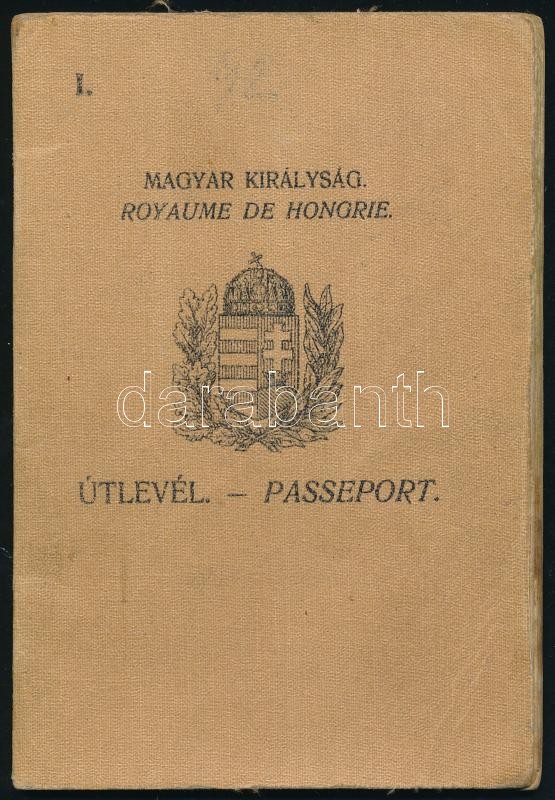 I.
MAGYAR KIRÁLYSÁG.
ROYAUME DE HONGRIE.
darabanth
ÚTLEVÉL. – PASSEPORT.